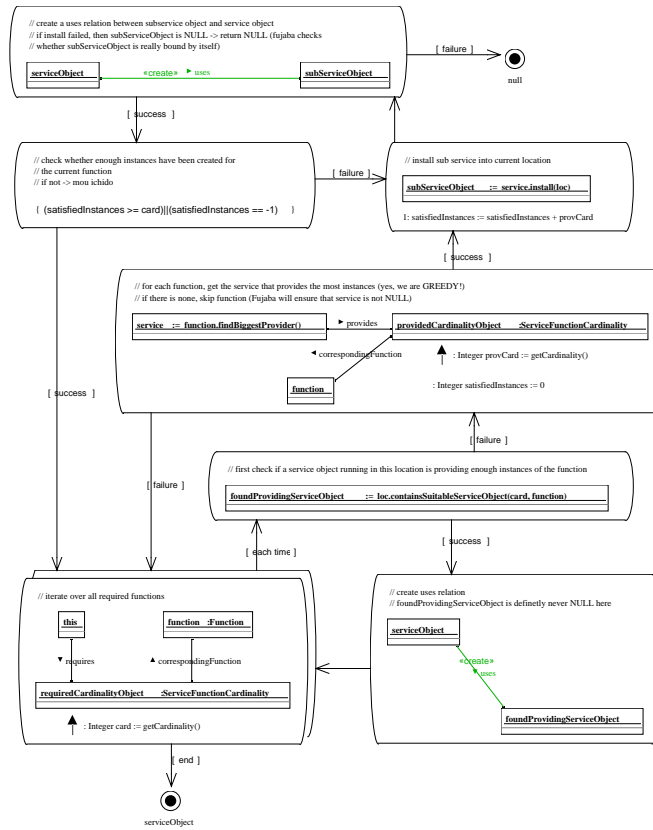 // create a uses relation between subservice object and service object
// if install failed, then subServiceObject is NULL -> return NULL (fujaba checks
// whether subServiceObject is really bound by itself)
serviceObject
«create» ► uses
subServiceObject
[ failure ]
null
[ success ]
// check whether enough instances have been created for
// the current function
// if not -> mou ichido
{ (satisfiedInstances >= card)||(satisfiedInstances == -1) }
[ failure ]
// install sub service into current location
subServiceObject := service.install(loc)
1: satisfiedInstances := satisfiedInstances + provCard
[ success ]
// for each function, get the service that provides the most instances (yes, we are GREEDY!)
// if there is none, skip function (Fujaba will ensure that service is not NULL)
service := function.findBiggestProvider()
► provides
providedCardinalityObject :ServiceFunctionCardinality
◄ correspondingFunction
: Integer provCard := getCardinality()
function
: Integer satisfiedInstances := 0
[ success ]
[ failure ]
[ failure ]
// first check if a service object running in this location is providing enough instances of the function
foundProvidingServiceObject := loc.containsSuitableServiceObject(card, function)
[ each time ]
[ success ]
// iterate over all required functions
this
function :Function
▼ requires
▲ correspondingFunction
requiredCardinalityObject :ServiceFunctionCardinality
: Integer card := getCardinality()
// create uses relation
// foundProvidingServiceObject is definetly never NULL here
serviceObject
«create»
▼ uses
foundProvidingServiceObject
[ end ]
serviceObject